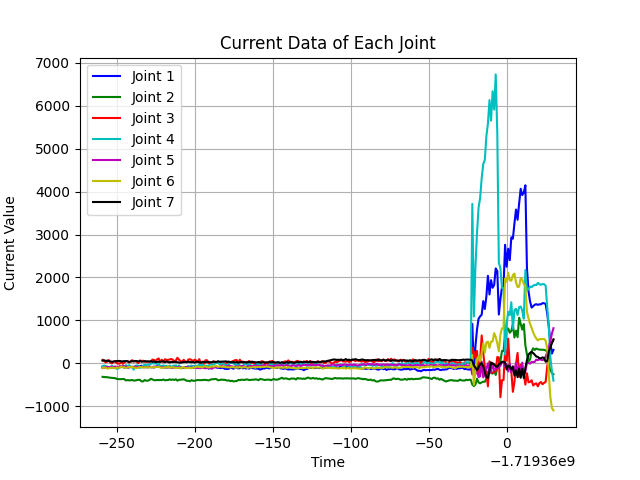 Current Data of Each Joint
7000
6000
5000
4000
3000
2000
1000
0
−1000
Current Value
Joint 1
Joint 2
Joint 3
Joint 4
Joint 5
Joint 6
Joint 7
−250 −200 −150 −100 −50 0
Time
−1.71936e9